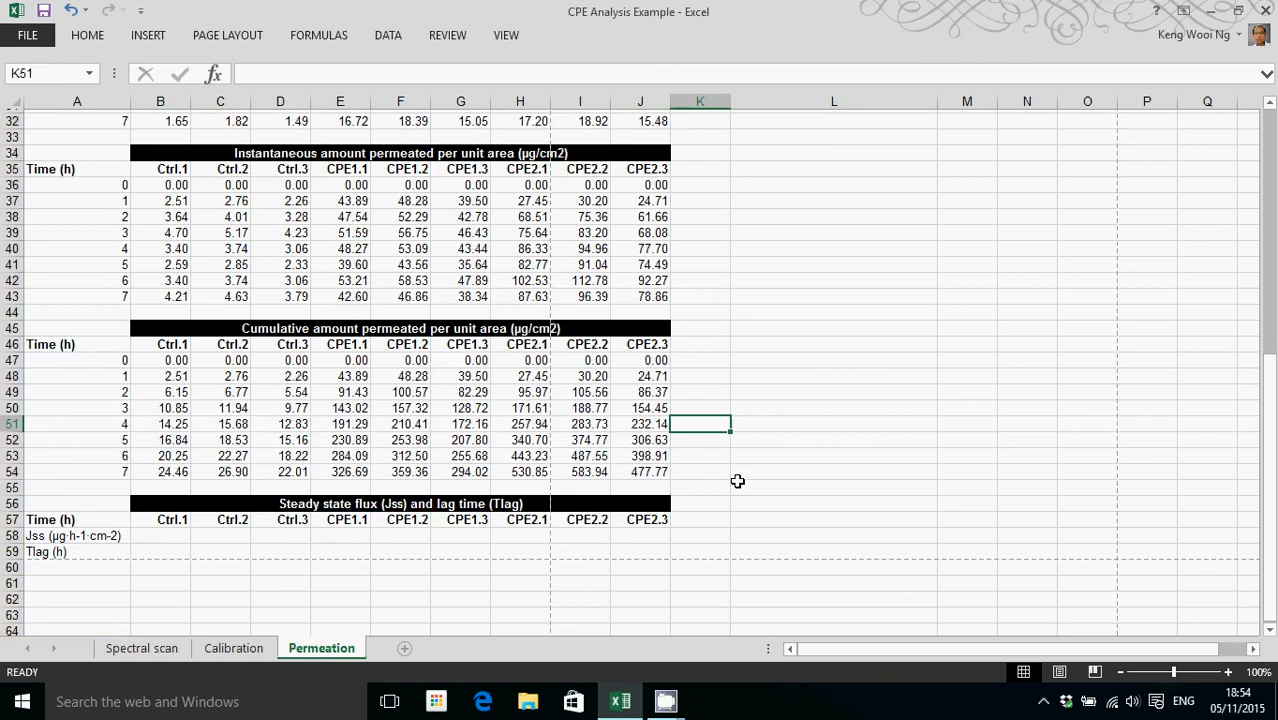 CPE Analysis Example - Excel
FILE HOME INSERT PAGE LAYOUT FORMULAS DATA REVIEW VIEW Keng Wooi Ng
K51
A B C D E F G H I J K L M N O P Q
32 7 1.65 1.82 1.49 16.72 18.39 15.05 17.20 18.92 15.48
33
34 Instantaneous amount permeated per unit area (µg/cm2)
35 Time (h) Ctrl.1 Ctrl.2 Ctrl.3 CPE1.1 CPE1.2 CPE1.3 CPE2.1 CPE2.2 CPE2.3
36 0 0.00 0.00 0.00 0.00 0.00 0.00 0.00 0.00 0.00
37 1 2.51 2.76 2.26 43.89 48.28 39.50 27.45 30.20 24.71
38 2 3.64 4.01 3.28 47.54 52.29 42.78 68.51 75.36 61.66
39 3 4.70 5.17 4.23 51.59 56.75 46.43 75.64 83.20 68.08
40 4 3.40 3.74 3.06 48.27 53.09 43.44 86.33 94.96 77.70
41 5 2.59 2.85 2.33 39.60 43.56 35.64 82.77 91.04 74.49
42 6 3.40 3.74 3.06 53.21 58.53 47.89 102.53 112.78 92.27
43 7 4.21 4.63 3.79 42.60 46.86 38.34 87.63 96.39 78.86
44
45 Cumulative amount permeated per unit area (µg/cm2)
46 Time (h) Ctrl.1 Ctrl.2 Ctrl.3 CPE1.1 CPE1.2 CPE1.3 CPE2.1 CPE2.2 CPE2.3
47 0 0.00 0.00 0.00 0.00 0.00 0.00 0.00 0.00 0.00
48 1 2.51 2.76 2.26 43.89 48.28 39.50 27.45 30.20 24.71
49 2 6.15 6.77 5.54 91.43 100.57 82.29 95.97 105.56 86.37
50 3 10.85 11.94 9.77 143.02 157.32 128.72 171.61 188.77 154.45
51 4 14.25 15.68 12.83 191.29 210.41 172.16 257.94 283.73 232.14
52 5 16.84 18.53 15.16 230.89 253.98 207.80 340.70 374.77 306.63
53 6 20.25 22.27 18.22 284.09 312.50 255.68 443.23 487.55 398.91
54 7 24.46 26.90 22.01 326.69 359.36 294.02 530.85 583.94 477.77
55
56 Steady state flux (Jss) and lag time (Tlag)
57 Time (h) Ctrl.1 Ctrl.2 Ctrl.3 CPE1.1 CPE1.2 CPE1.3 CPE2.1 CPE2.2 CPE2.3
58 Jss (µg·h-1·cm-2)
59 Tlag (h)
60
61
62
63
64
Spectral scan Calibration Permeation
READY 100%
Search the web and Windows ENG 18:54
05/11/2015